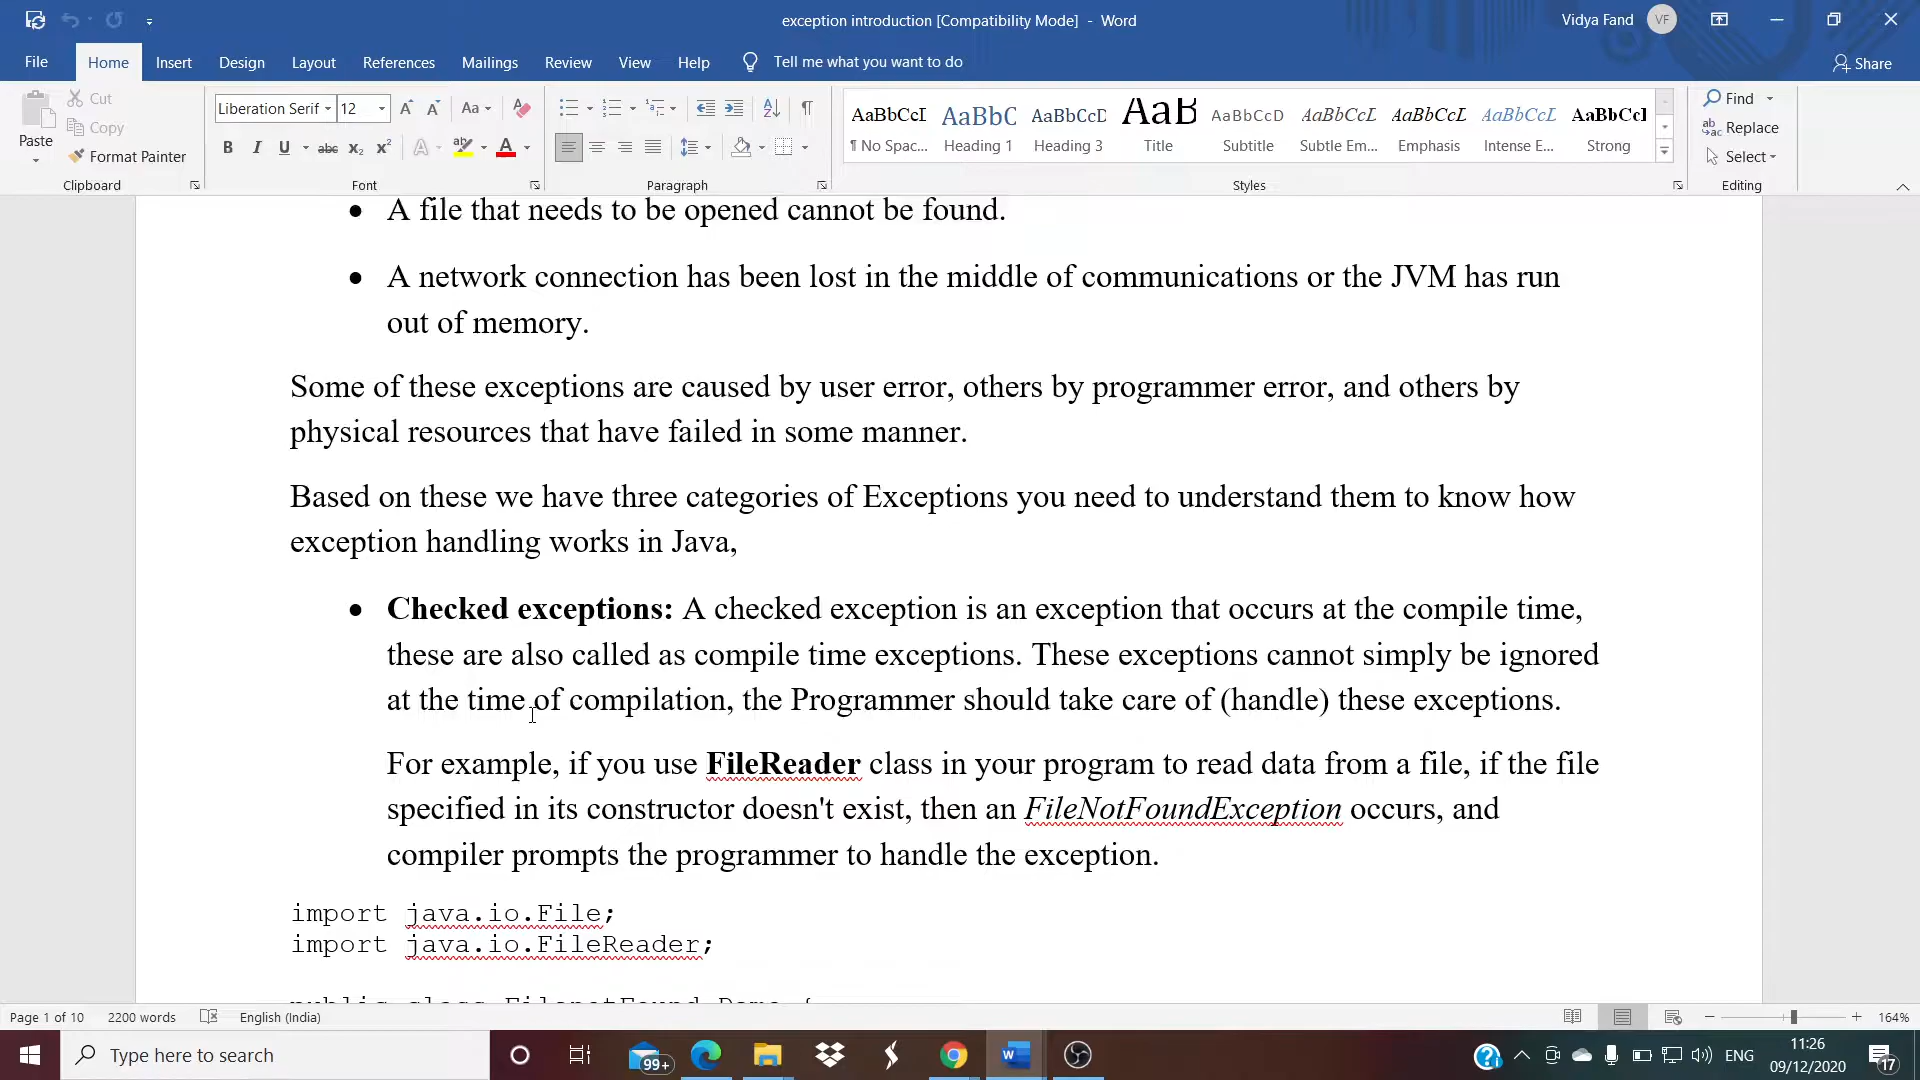 exception introduction [Compatibility Mode] - Word
Vidya Fand
VF
File
Home
Insert
Design
Layout
References
Mailings
Review
View
Help
Tell me what you want to do
Share
Paste
Cut
Copy
Format Painter
Clipboard
Liberation Serif
12
Font
Paragraph
AaBbCcI
¶ No Spac...
AaBbC
Heading 1
AaBbCcD
Heading 3
AaB
Title
AaBbCcD
Subtitle
AaBbCcL
Subtle Em...
AaBbCcL
Emphasis
AaBbCcL
Intense E...
AaBbCcI
Strong
Styles
Find
Replace
Select
Editing
• A file that needs to be opened cannot be found.
• A network connection has been lost in the middle of communications or the JVM has run
out of memory.
Some of these exceptions are caused by user error, others by programmer error, and others by
physical resources that have failed in some manner.
Based on these we have three categories of Exceptions you need to understand them to know how
exception handling works in Java,
• Checked exceptions: A checked exception is an exception that occurs at the compile time,
these are also called as compile time exceptions. These exceptions cannot simply be ignored
at the time of compilation, the Programmer should take care of (handle) these exceptions.
For example, if you use FileReader class in your program to read data from a file, if the file
specified in its constructor doesn't exist, then an FileNotFoundException occurs, and
compiler prompts the programmer to handle the exception.
import java.io.File;
import java.io.FileReader;
Page 1 of 10
2200 words
English (India)
164%
Type here to search
99+
ENG
11:26
09/12/2020
17